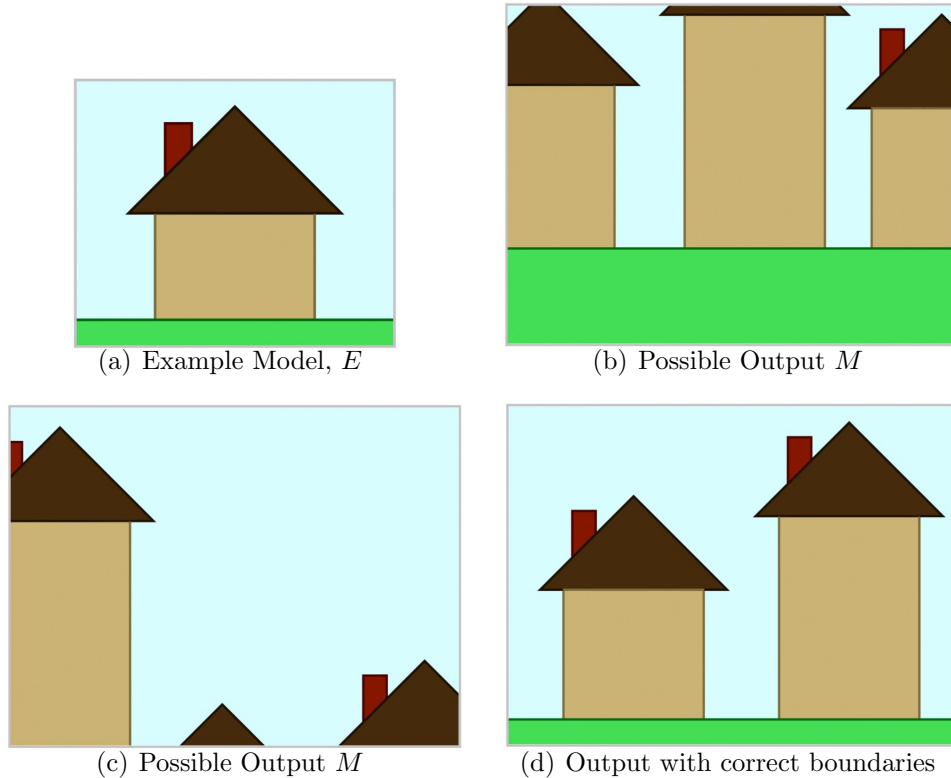 (a) Example Model, E
(b) Possible Output M
(c) Possible Output M
(d) Output with correct boundaries